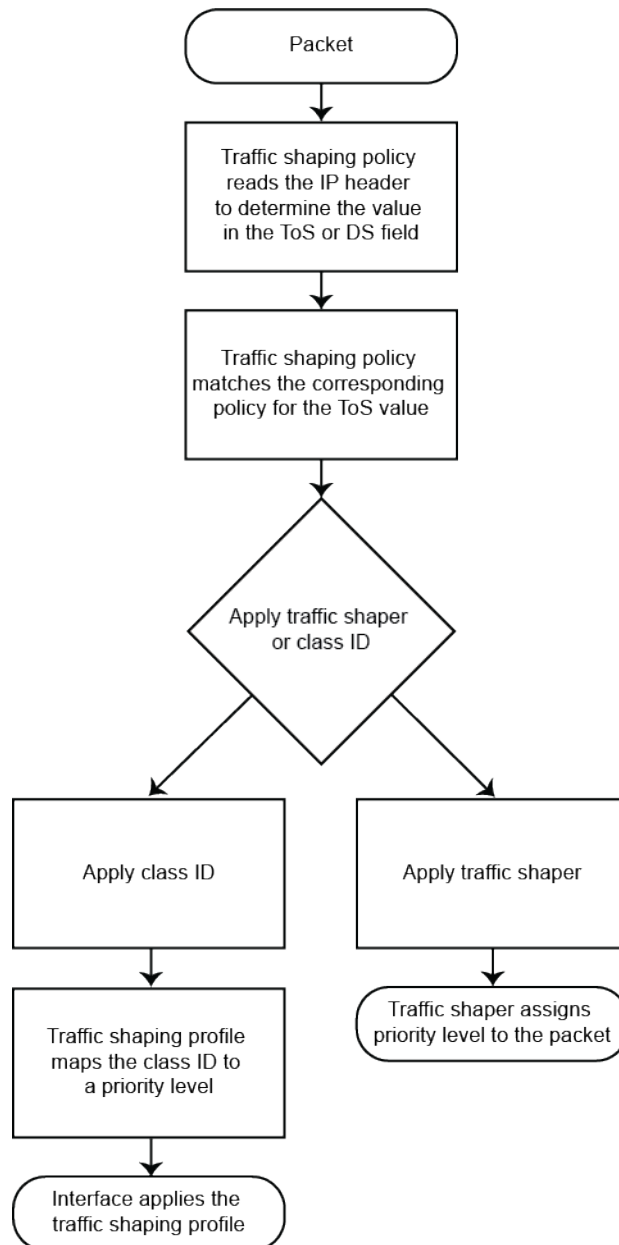 Packet
Traffic shaping policy
reads the IP header
to determine the value
in the ToS or DS field
Traffic shaping policy
matches the corresponding
policy for the ToS value
Apply traffic shaper
or class ID
Apply class ID
Apply traffic shaper
Traffic shaping profile
maps the class ID to
a priority level
Traffic shaper assigns
priority level to the packet
Interface applies the
traffic shaping profile